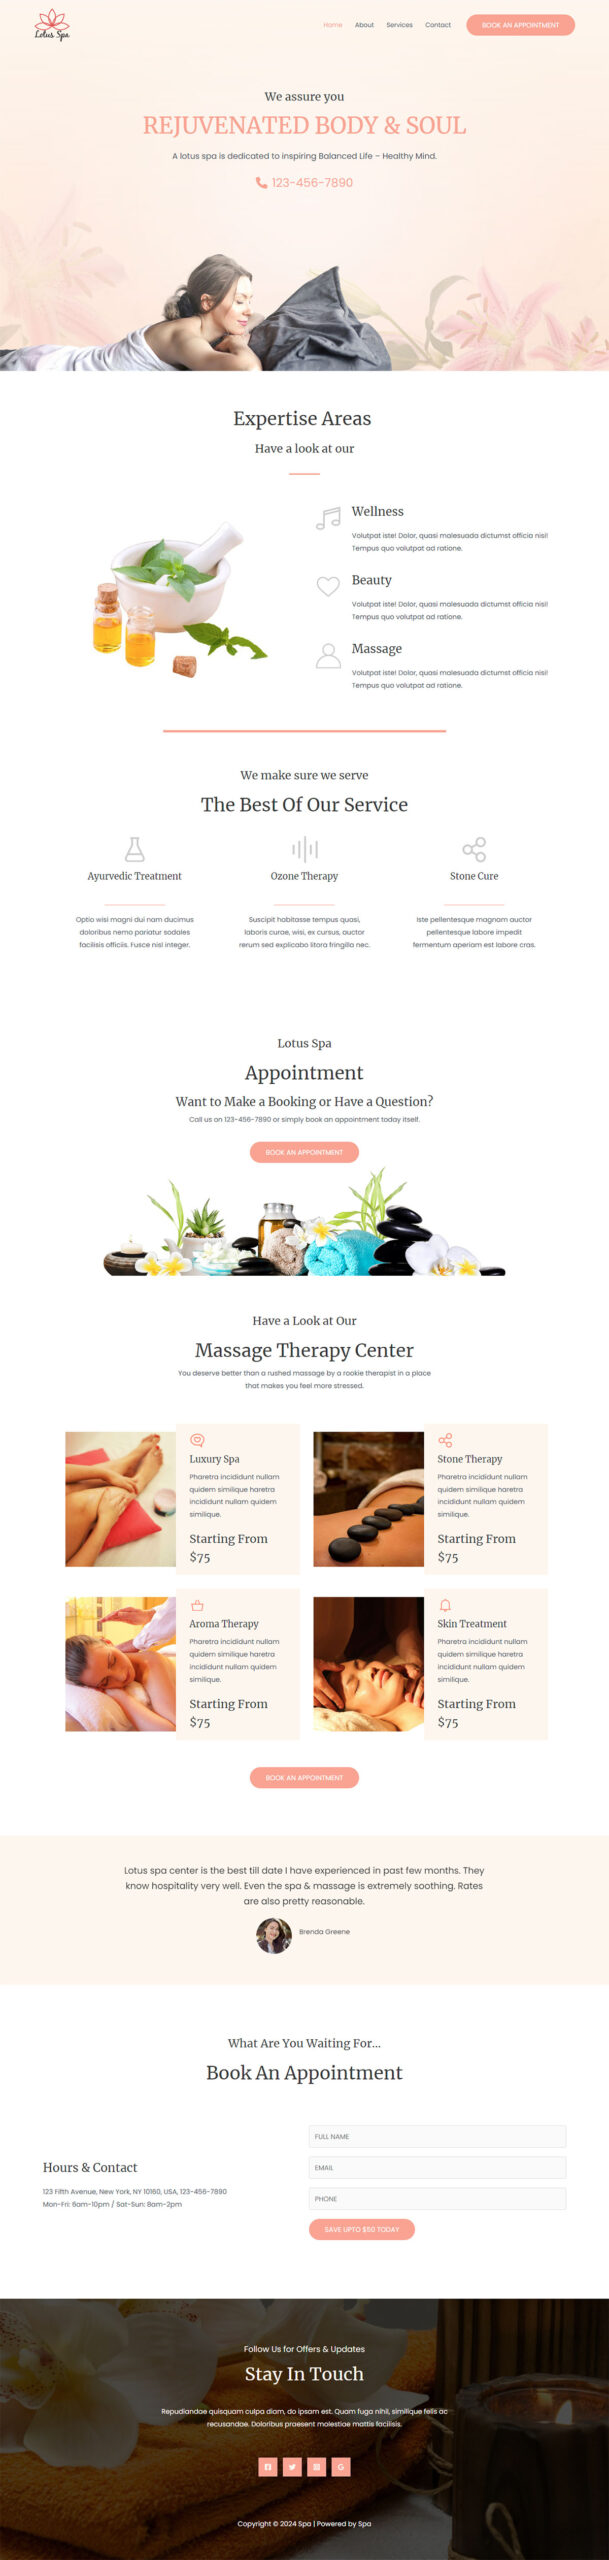 Lotus Spa
Home About Services Contact BOOK AN APPOINTMENT
We assure you
REJUVENATED BODY & SOUL
A lotus spa is dedicated to inspiring Balanced Life – Healthy Mind.
123-456-7890
Expertise Areas
Have a look at our
Wellness
Volutpat iste! Dolor, quasi malesuada dictumst officia nisi!
Tempus quo volutpat ad ratione.
Beauty
Volutpat iste! Dolor, quasi malesuada dictumst officia nisi!
Tempus quo volutpat ad ratione.
Massage
Volutpat iste! Dolor, quasi malesuada dictumst officia nisi!
Tempus quo volutpat ad ratione.
We make sure we serve
The Best Of Our Service
Ayurvedic Treatment
Optio wisi magni dui nam ducimus
doloribus nemo pariatur sodales
facilisis officiis. Fusce nisl integer.
Ozone Therapy
Suscipit habitasse tempus quasi,
laboris curae, wisi, ex cursus, auctor
rerum sed explicabo litora fringilla nec.
Stone Cure
Iste pellentesque magnam auctor
pellentesque labore impedit
fermentum aperiam est labore cras.
Lotus Spa
Appointment
Want to Make a Booking or Have a Question?
Call us on 123-456-7890 or simply book an appointment today itself.
BOOK AN APPOINTMENT
Have a Look at Our
Massage Therapy Center
You deserve better than a rushed massage by a rookie therapist in a place
that makes you feel more stressed.
Luxury Spa
Pharetra incididunt nullam
quidem similique haretra
incididunt nullam quidem
similique.
Starting From
$75
Stone Therapy
Pharetra incididunt nullam
quidem similique haretra
incididunt nullam quidem
similique.
Starting From
$75
Aroma Therapy
Pharetra incididunt nullam
quidem similique haretra
incididunt nullam quidem
similique.
Starting From
$75
Skin Treatment
Pharetra incididunt nullam
quidem similique haretra
incididunt nullam quidem
similique.
Starting From
$75
BOOK AN APPOINTMENT
Lotus spa center is the best till date I have experienced in past few months. They
know hospitality very well. Even the spa & massage is extremely soothing. Rates
are also pretty reasonable.
Brenda Greene
What Are You Waiting For...
Book An Appointment
Hours & Contact
123 Fifth Avenue, New York, NY 10160, USA, 123-456-7890
Mon-Fri: 6am-10pm / Sat-Sun: 8am-2pm
FULL NAME
EMAIL
PHONE
SAVE UPTO $50 TODAY
Follow Us for Offers & Updates
Stay In Touch
Repudiandae quisquam culpa diam, do ipsam est. Quam fuga nihil, similique felis ac
recusandae. Doloribus praesent molestiae mattis facilisis.
Copyright © 2024 Spa | Powered by Spa